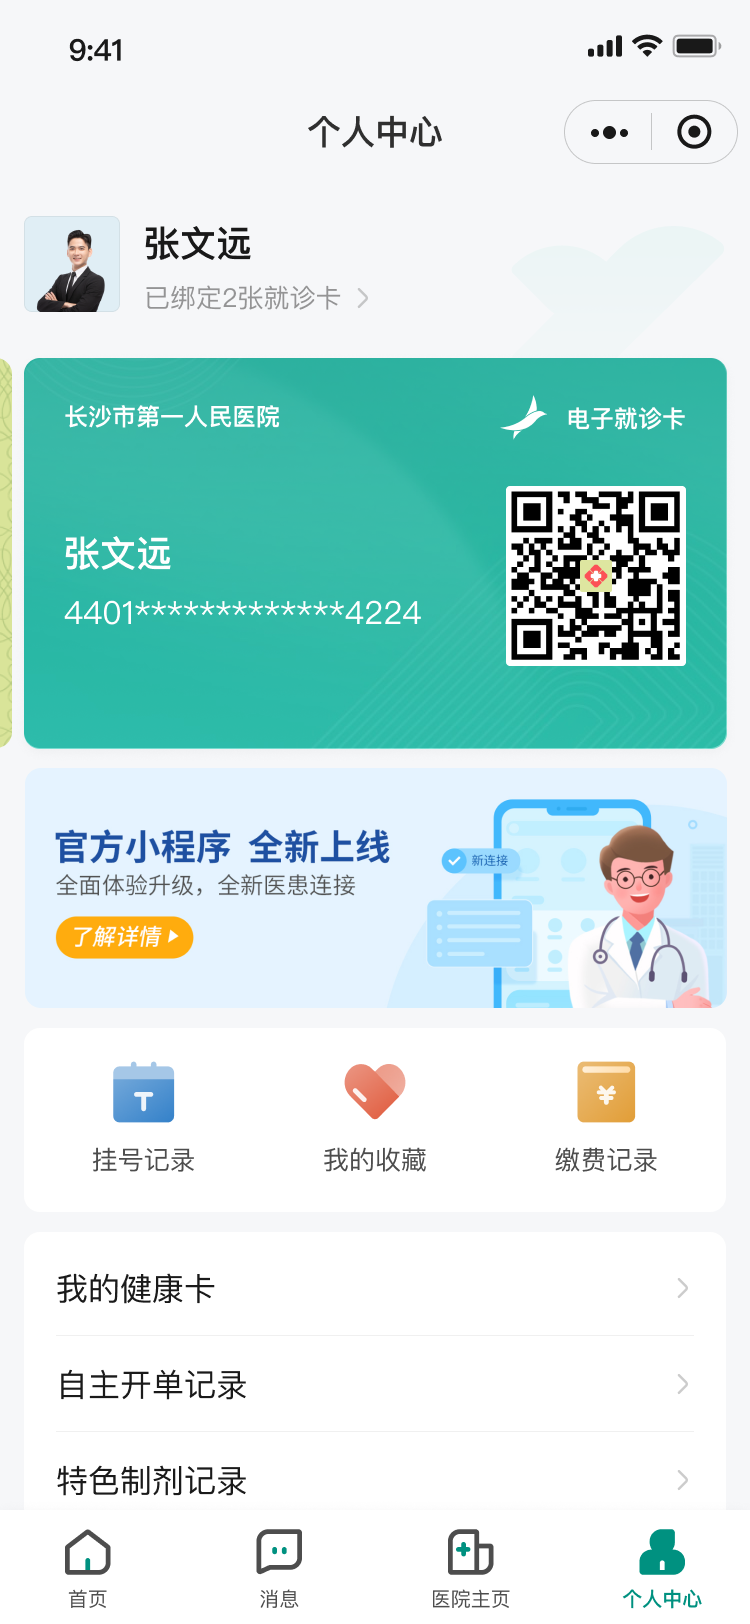 9:41
个人中心
张文远
已绑定2张就诊卡
长沙市第一人民医院
电子就诊卡
张文远
4401*************4224
官方小程序 全新上线
全面体验升级，全新医患连接
了解详情
新连接
挂号记录
我的收藏
缴费记录
我的健康卡
自主开单记录
特色制剂记录
首页
消息
医院主页
个人中心